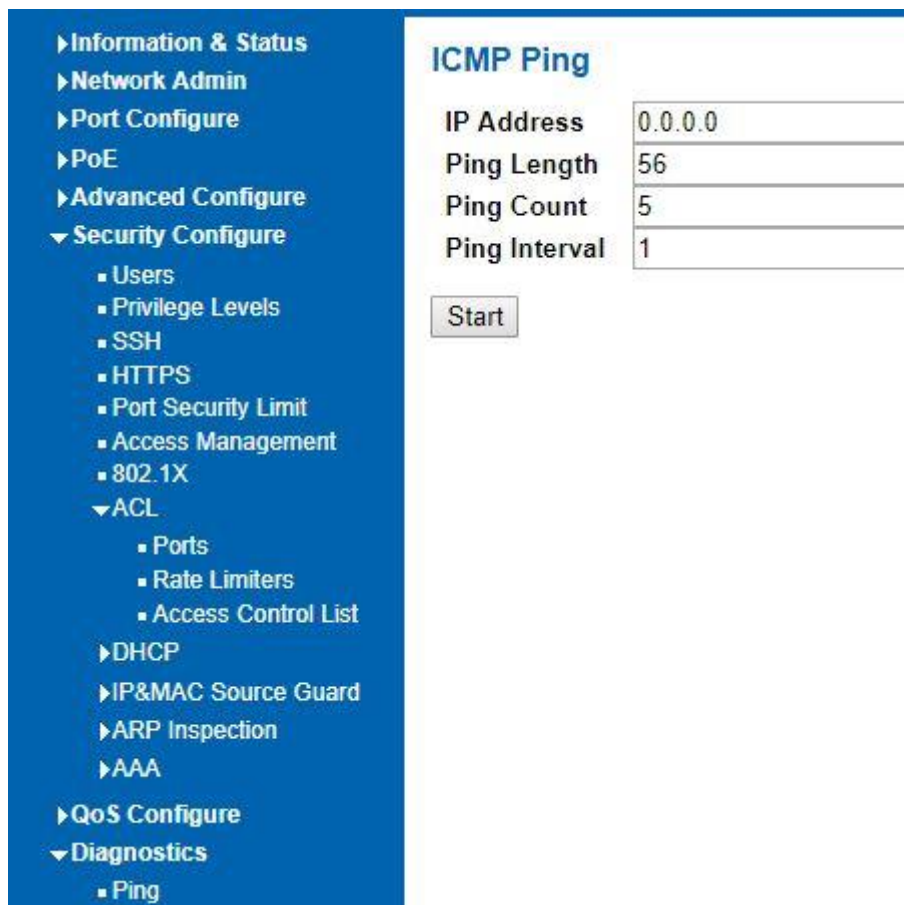 Information & Status
Network Admin
Port Configure
PoE
Advanced Configure
Security Configure
Users
Privilege Levels
SSH
HTTPS
Port Security Limit
Access Management
802.1X
ACL
Ports
Rate Limiters
Access Control List
DHCP
IP&MAC Source Guard
ARP Inspection
AAA
QoS Configure
Diagnostics
Ping
ICMP Ping
IP Address 0.0.0.0
Ping Length 56
Ping Count 5
Ping Interval 1
Start